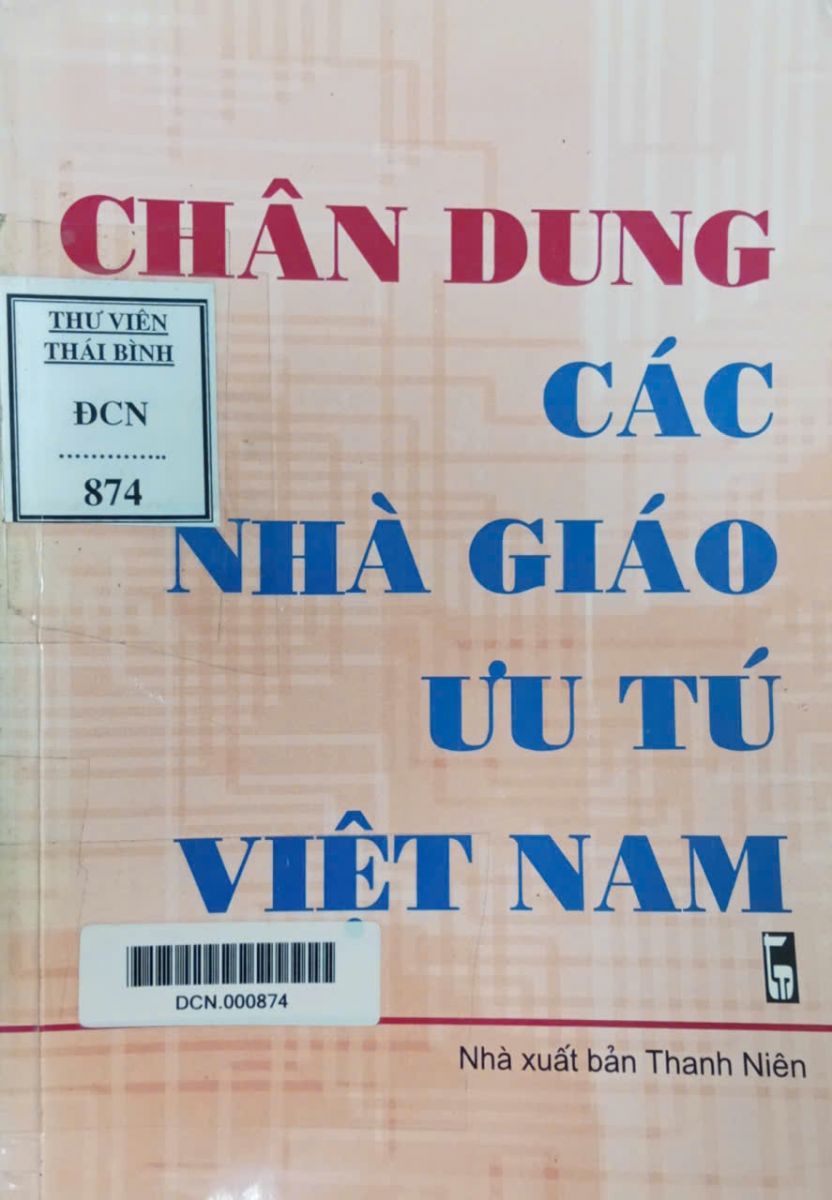 CHÂN DUNG
THƯ VIÊN
THÁI BÌNH
ĐCN
..............
874
CÁC
NHÀ GIÁO
ƯU TÚ
VIỆT NAM
DCN.000874
Nhà xuất bản Thanh Niên